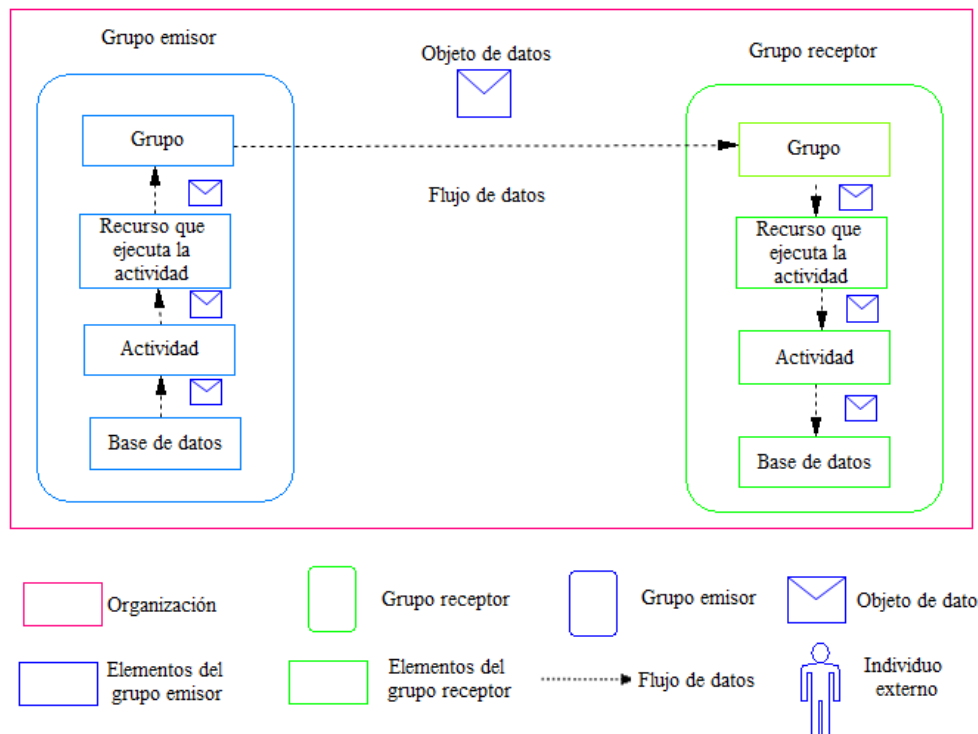 Grupo emisor
Objeto de datos
Grupo receptor
Grupo
Recurso que
ejecuta la
actividad
Actividad
Base de datos
Flujo de datos
Grupo
Recurso que
ejecuta la
actividad
Actividad
Base de datos
Organización
Grupo receptor
Grupo emisor
Objeto de dato
Elementos del
grupo emisor
Elementos del
grupo receptor
Flujo de datos
Individuo
externo